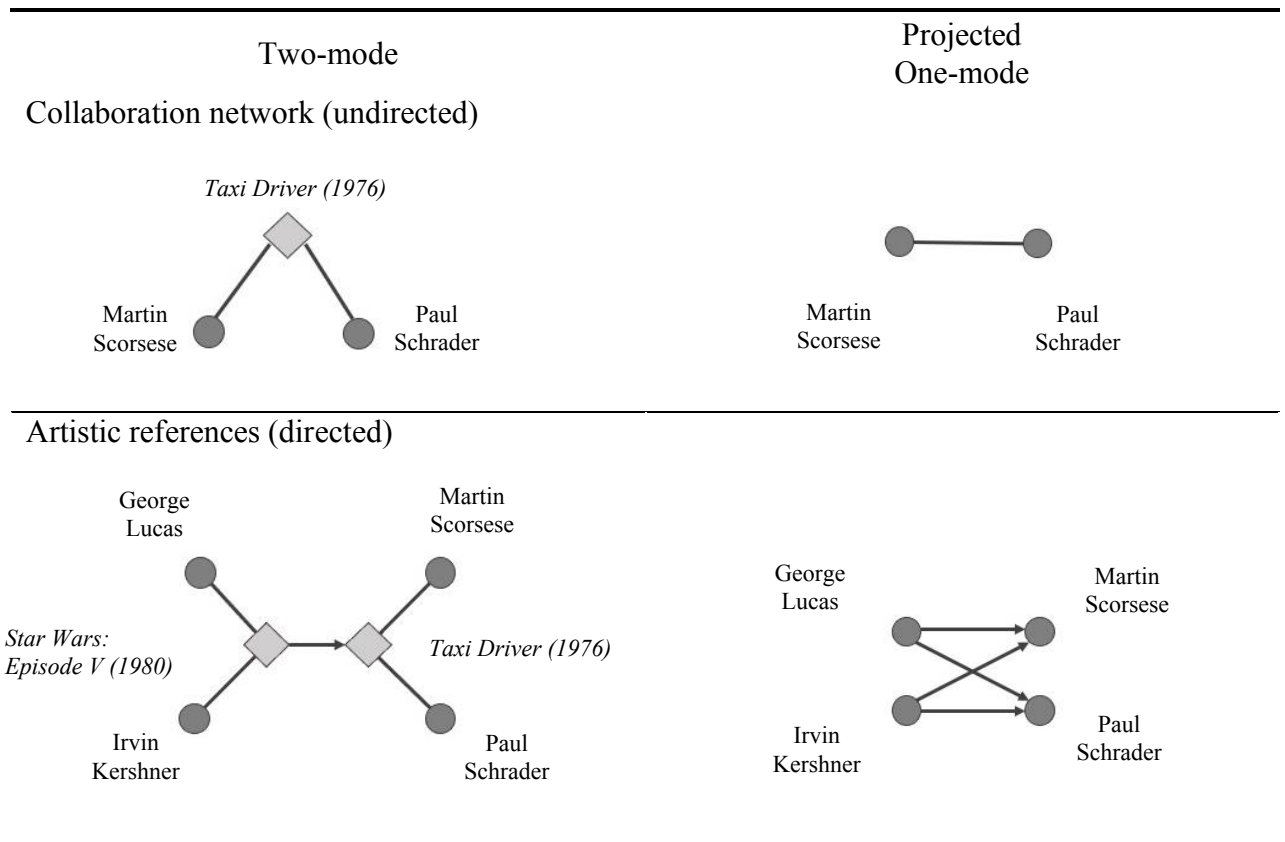 Two-mode
Projected
One-mode
Collaboration network (undirected)
Taxi Driver (1976)
Martin
Scorsese
Paul
Schrader
Martin
Scorsese
Paul
Schrader
Artistic references (directed)
George
Lucas
Martin
Scorsese
Star Wars:
Episode V (1980)
Taxi Driver (1976)
Irvin
Kershner
Paul
Schrader
George
Lucas
Martin
Scorsese
Irvin
Kershner
Paul
Schrader